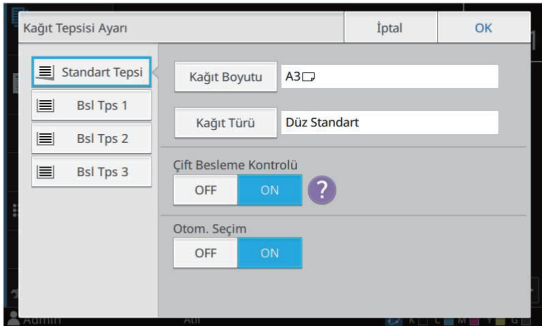 Kağıt Tepsisi Ayarı
İptal
OK
Standart Tepsi
Bsl Tps 1
Bsl Tps 2
Bsl Tps 3
Kağıt Boyutu
A3
Kağıt Türü
Düz Standart
Çift Besleme Kontrolü
OFF
ON
?
Otom. Seçim
OFF
ON
Admin
K
C
M
Y
G